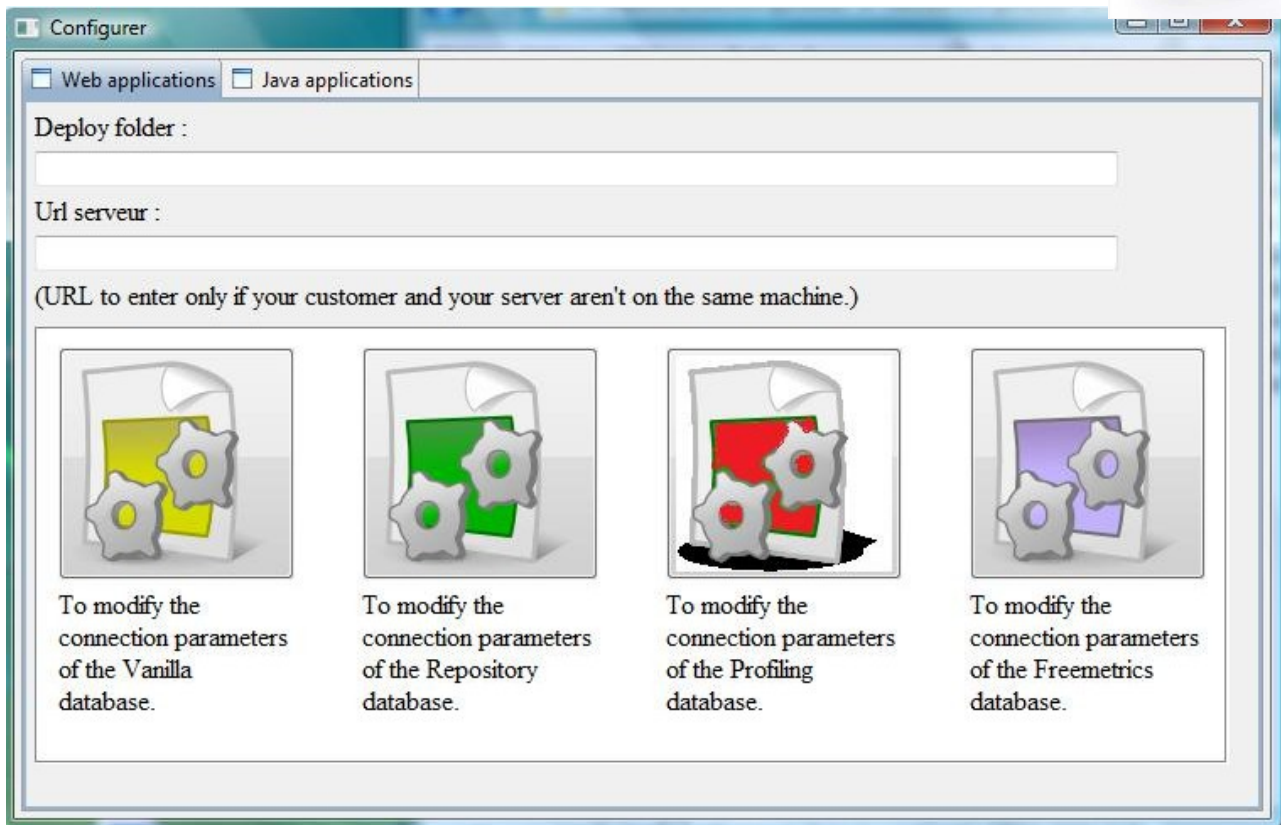 Configurer
Web applications
Java applications
Deploy folder :
Url serveur :
(URL to enter only if your customer and your server aren't on the same machine.)
To modify the
connection parameters
of the Vanilla
database.
To modify the
connection parameters
of the Repository
database.
To modify the
connection parameters
of the Profiling
database.
To modify the
connection parameters
of the Freemetrics
database.